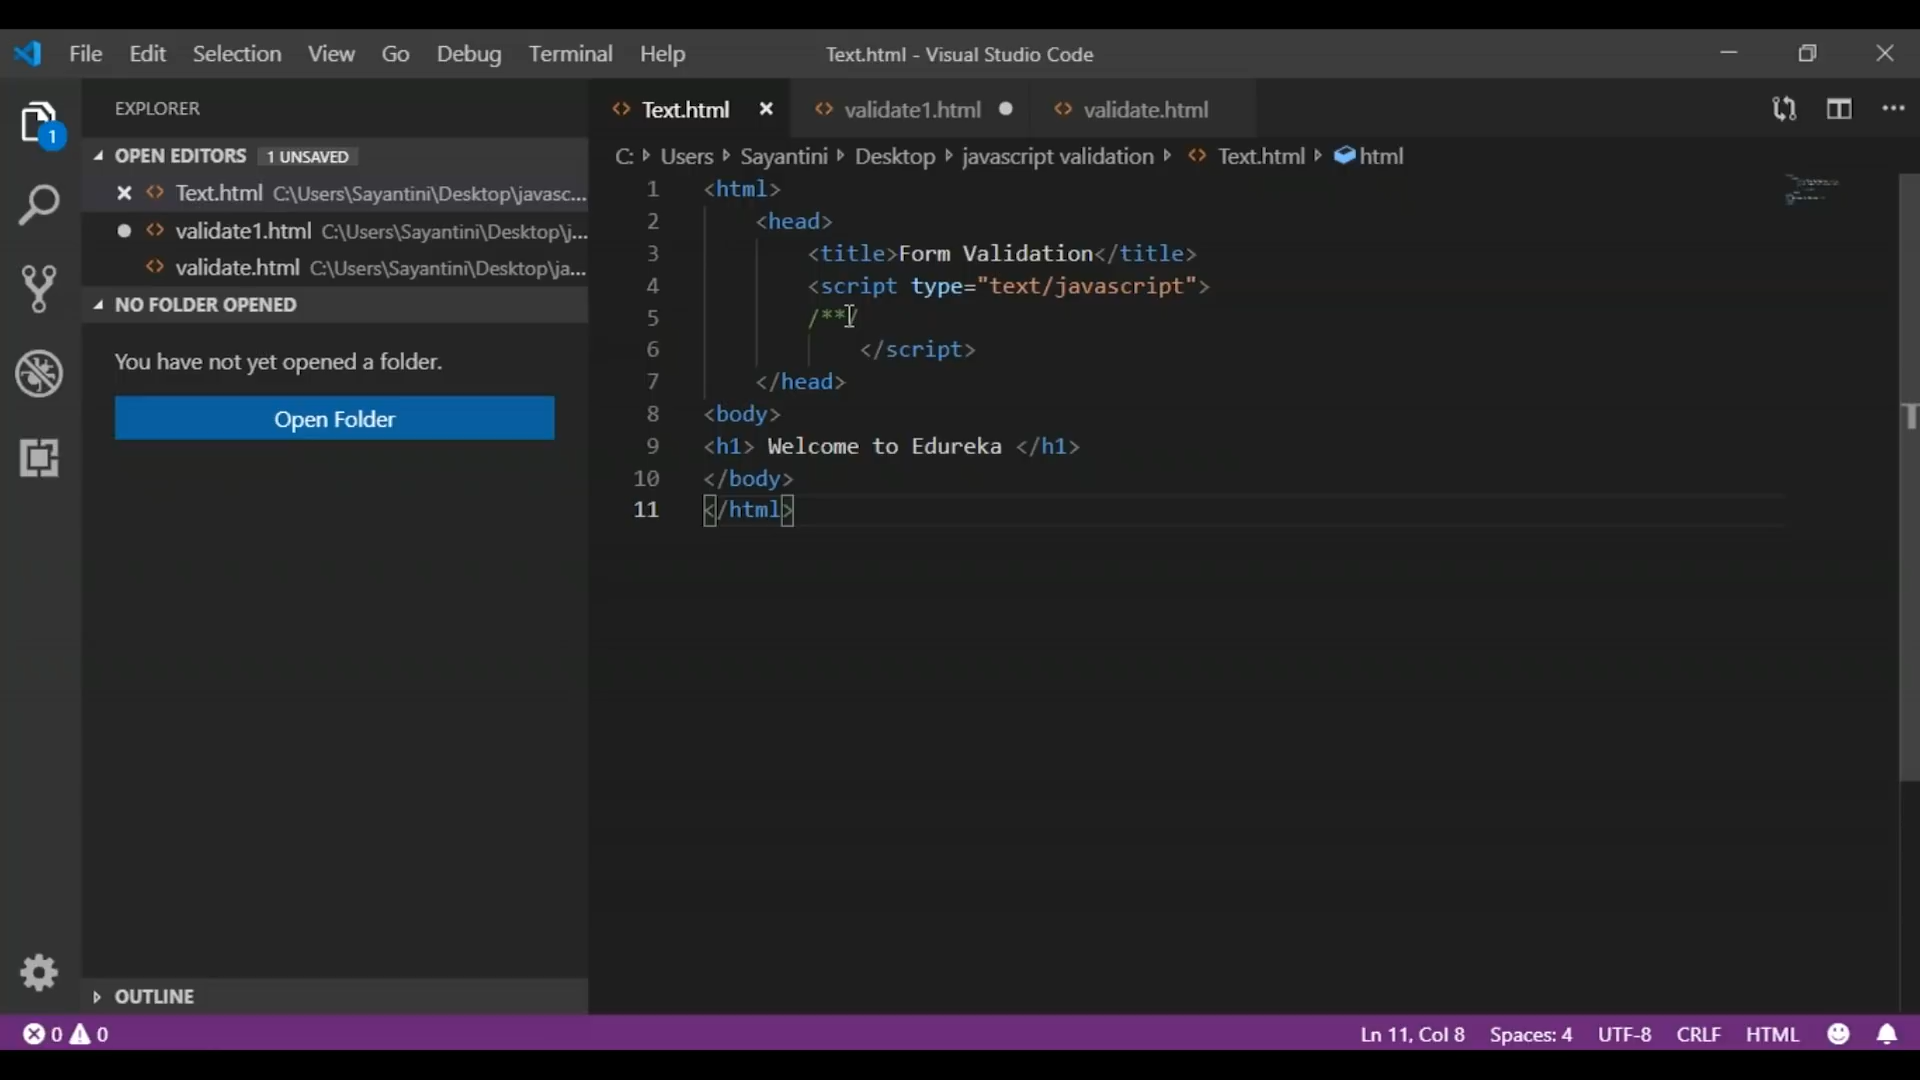 File Edit Selection View Go Debug Terminal Help Text.html - Visual Studio Code
EXPLORER
Text.html validate1.html validate.html
OPEN EDITORS 1 UNSAVED
C: Users Sayantini Desktop javascript validation Text.html html
Text.html C:\Users\Sayantini\Desktop\javasc...
validate1.html C:\Users\Sayantini\Desktop\j...
validate.html C:\Users\Sayantini\Desktop\ja...
NO FOLDER OPENED
You have not yet opened a folder.
Open Folder
1 <html>
2 <head>
3 <title>Form Validation</title>
4 <script type="text/javascript">
5 /**/
6 </script>
7 </head>
8 <body>
9 <h1> Welcome to Edureka </h1>
10 </body>
11 </html>
OUTLINE
0 0 Ln 11, Col 8 Spaces: 4 UTF-8 CRLF HTML
1
T